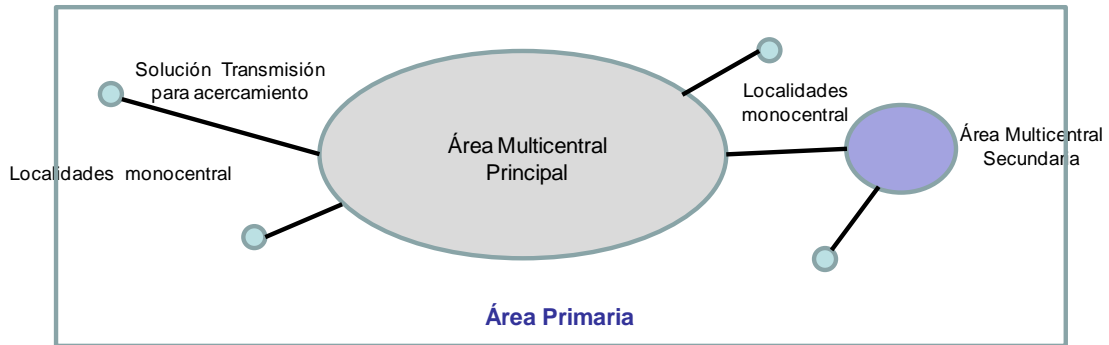 Solución Transmisión
para acercamiento
Localidades monocentral
Área Multicentral
Principal
Localidades
monocentral
Área Multicentral
Secundaria
Área Primaria